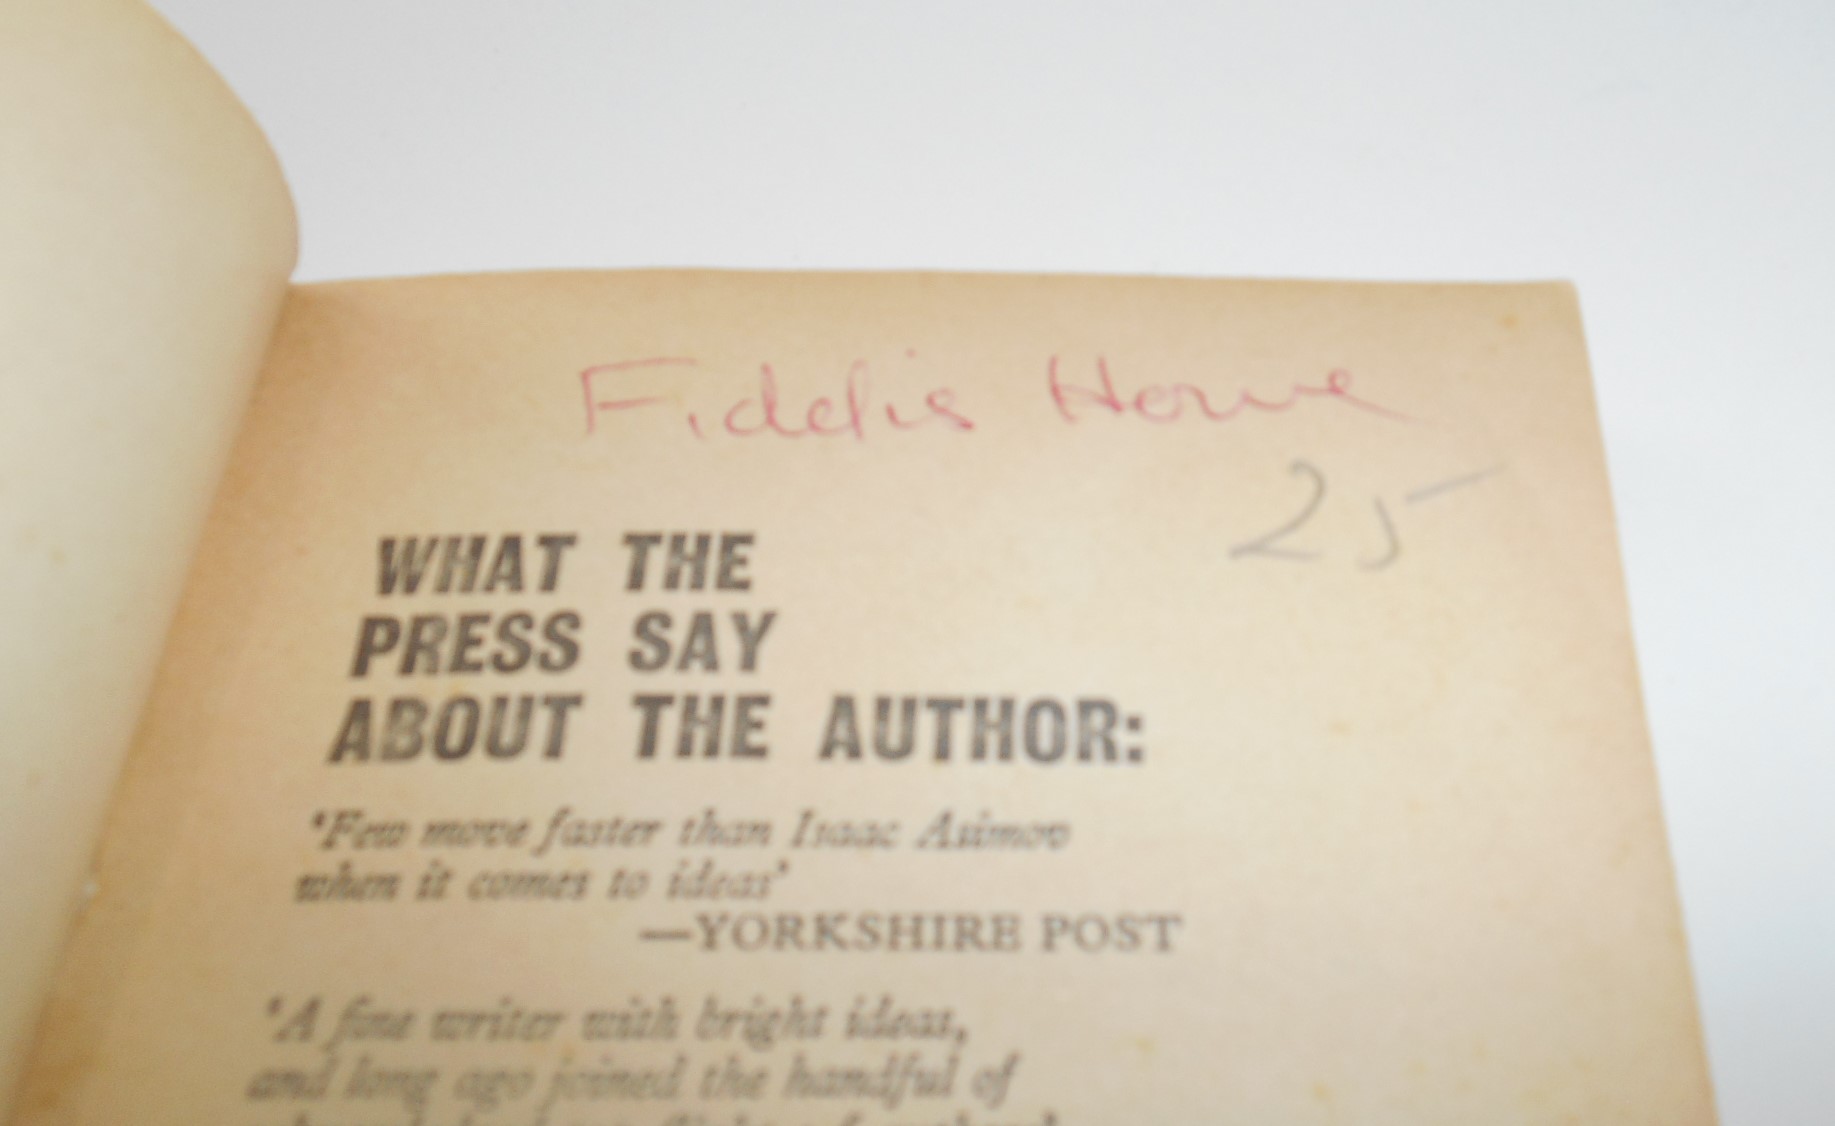 Fidelis Howe
25
WHAT THE
PRESS SAY
ABOUT THE AUTHOR:
‘Few move faster than Isaac Asimov
when it comes to ideas’
—YORKSHIRE POST
‘A fine writer with bright ideas,
and long ago joined the handful of